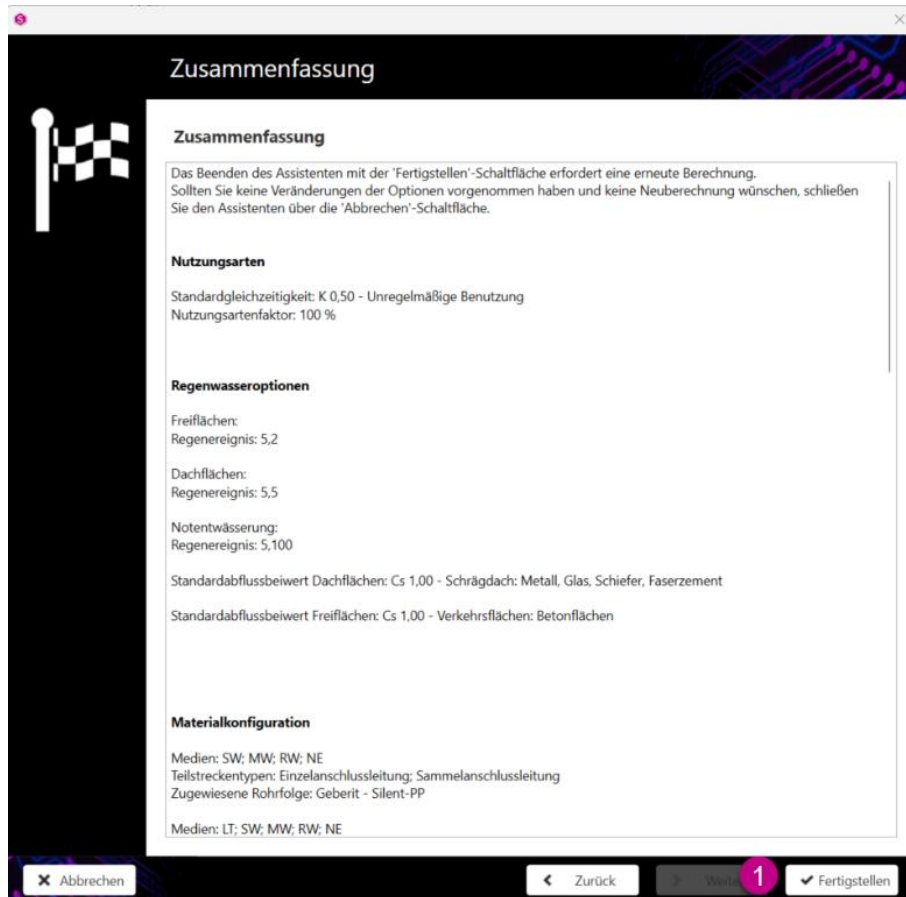 S
Zusammenfassung
Zusammenfassung
Das Beenden des Assistenten mit der 'Fertigstellen'-Schaltfläche erfordert eine erneute Berechnung.
Sollten Sie keine Veränderungen der Optionen vorgenommen haben und keine Neuberechnung wünschen, schließen
Sie den Assistenten über die 'Abbrechen'-Schaltfläche.
Nutzungsarten
Standardgleichzeitigkeit: K 0,50 - Unregelmäßige Benutzung
Nutzungsartenfaktor: 100 %
Regenwasseroptionen
Freiflächen:
Regenereignis: 5,2
Dachflächen:
Regenereignis: 5,5
Notentwässerung:
Regenereignis: 5,100
Standardabflussbeiwert Dachflächen: Cs 1,00 - Schrägdach: Metall, Glas, Schiefer, Faserzement
Standardabflussbeiwert Freiflächen: Cs 1,00 - Verkehrsflächen: Betonflächen
Materialkonfiguration
Medien: SW; MW; RW; NE
Teilstreckentypen: Einzelanschlussleitung; Sammelanschlussleitung
Zugewiesene Rohrfolge: Geberit - Silent-PP
Medien: LT; SW; MW; RW; NE
Abbrechen
Zurück
1
Fertigstellen